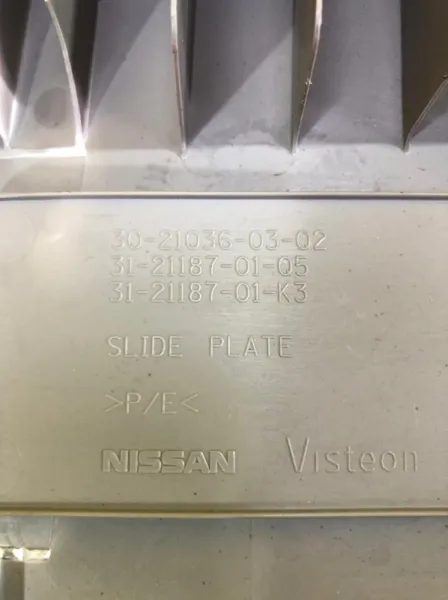 30-21036-03-Q2
31-21187-01-Q5
31-21187-01-K3
SLIDE PLATE
>P/E<
NISSAN Visteon